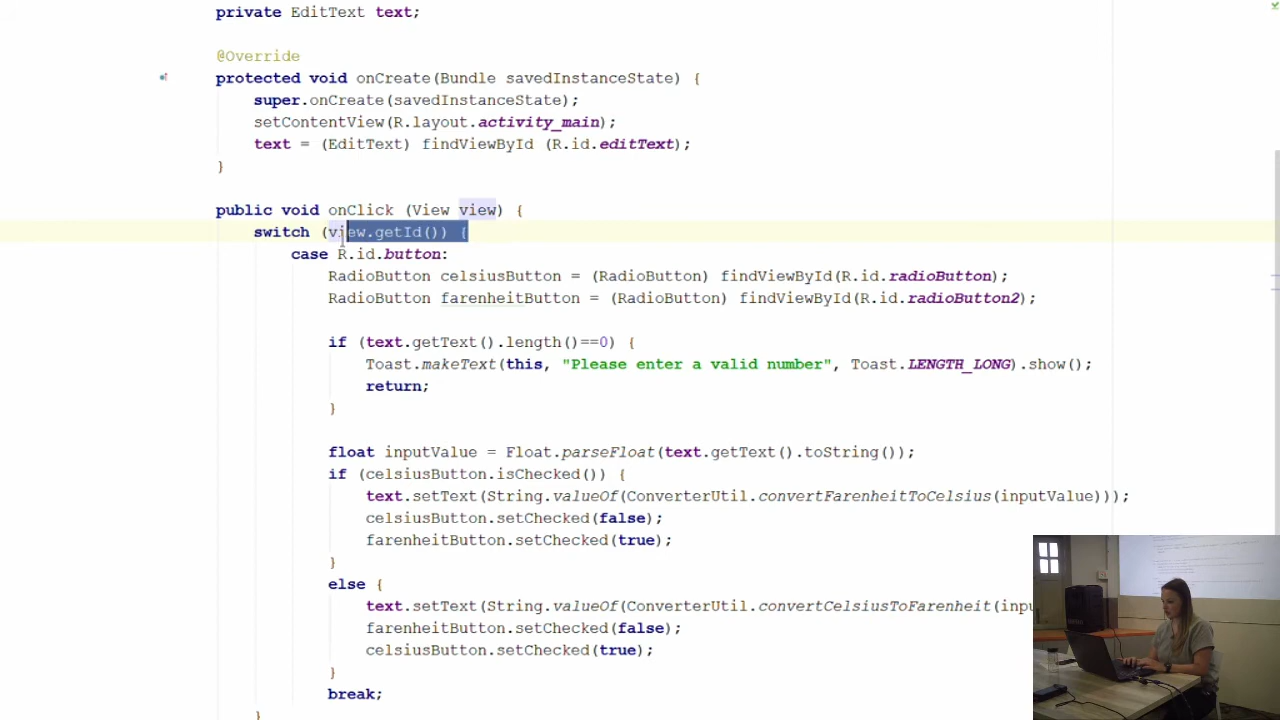 private EditText text;
@Override
protected void onCreate(Bundle savedInstanceState) {
super.onCreate(savedInstanceState);
setContentView(R.layout.activity_main);
text = (EditText) findViewById (R.id.editText);
}
public void onClick (View view) {
switch (view.getId()) {
case R.id.button:
RadioButton celsiusButton = (RadioButton) findViewById(R.id.radioButton);
RadioButton farenheitButton = (RadioButton) findViewById(R.id.radioButton2);
if (text.getText().length()==0) {
Toast.makeText(this, "Please enter a valid number", Toast.LENGTH_LONG).show();
return;
}
float inputValue = Float.parseFloat(text.getText().toString());
if (celsiusButton.isChecked()) {
text.setText(String.valueOf(ConverterUtil.convertFarenheitToCelsius(inputValue)));
celsiusButton.setChecked(false);
farenheitButton.setChecked(true);
}
else {
text.setText(String.valueOf(ConverterUtil.convertCelsiusToFarenheit(inpu
farenheitButton.setChecked(false);
celsiusButton.setChecked(true);
}
break;
}